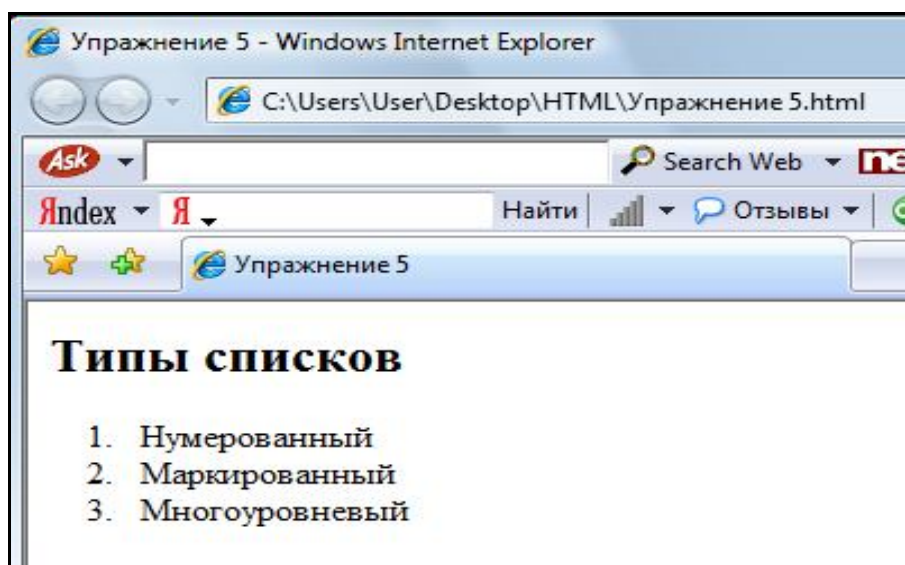 Упражнение 5 - Windows Internet Explorer
C:\Users\User\Desktop\HTML\Упражнение 5.html
Ask Search Web
Яndex Я Найти Отзывы
Упражнение 5
Типы списков
1. Нумерованный
2. Маркированный
3. Многоуровневый